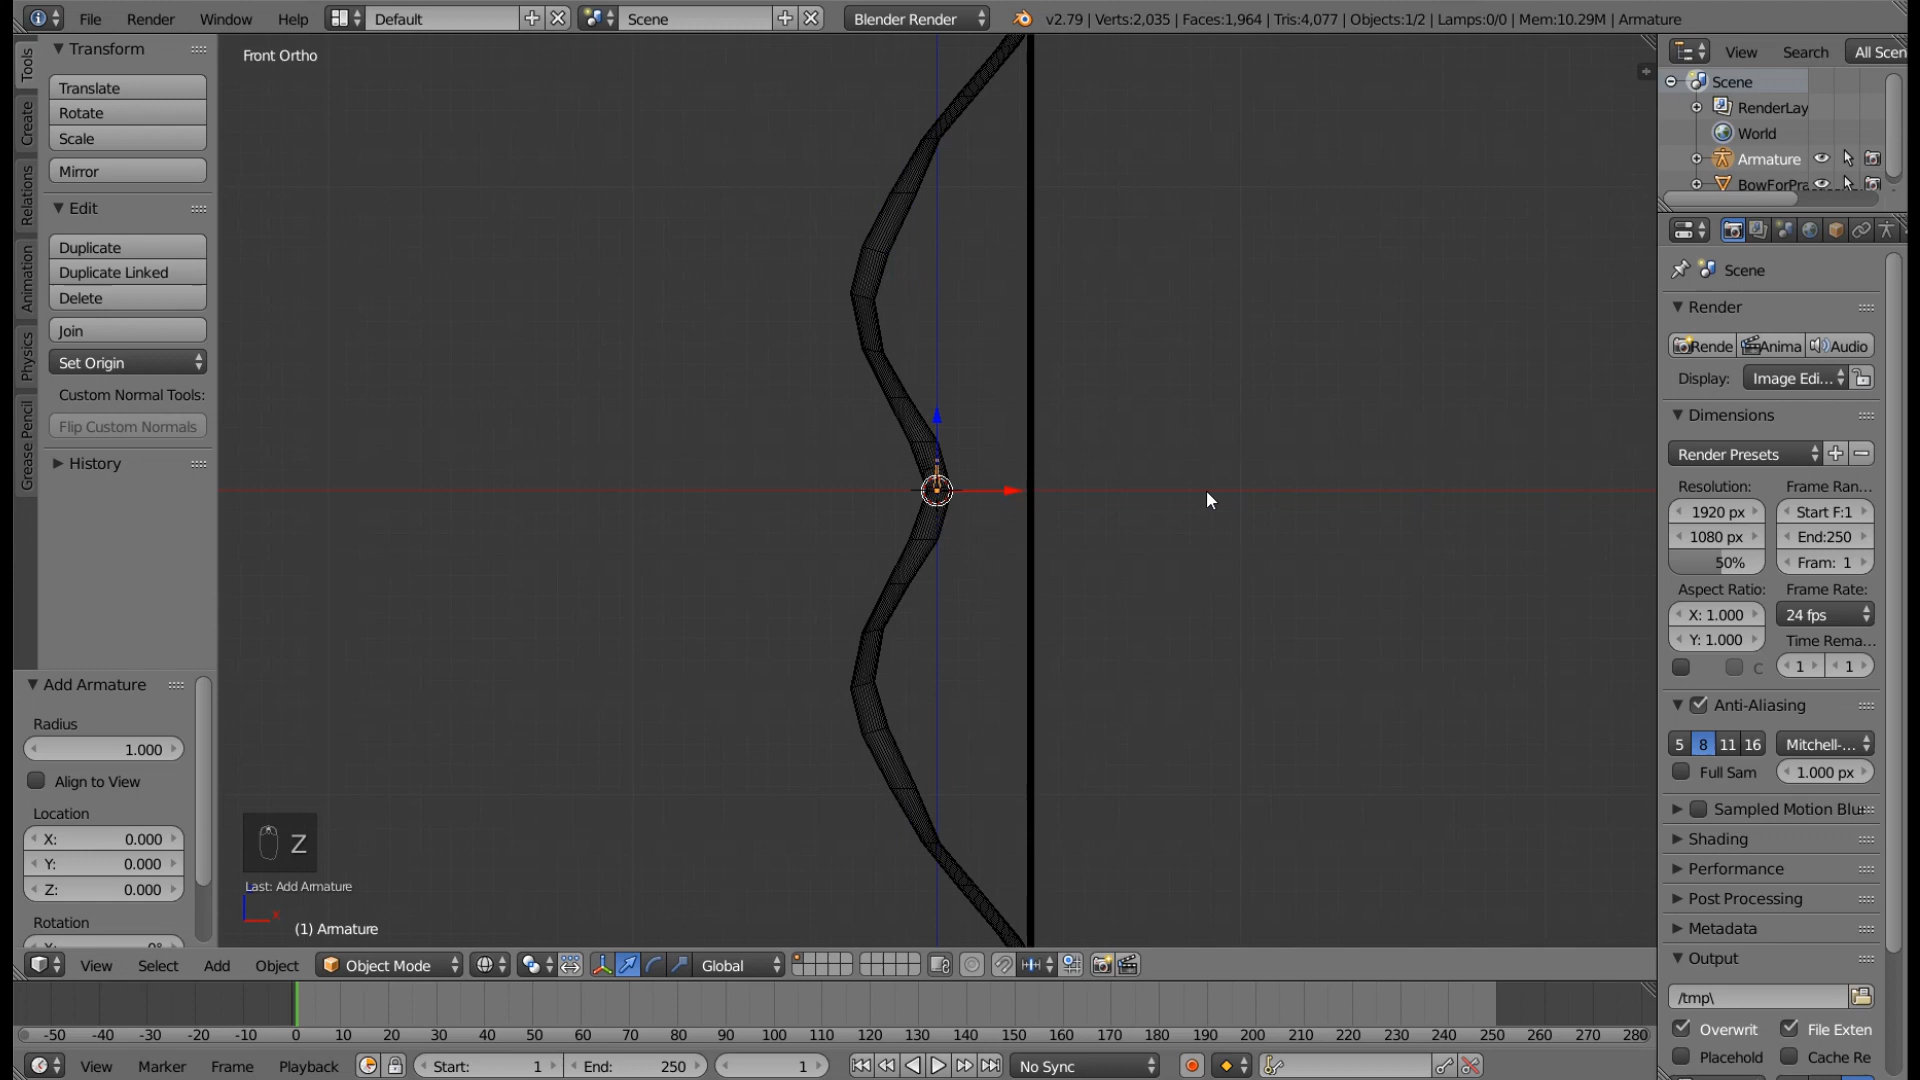 File Render Window Help Default Scene Blender Render v2.79 | Verts:2,035 | Faces:1,964 | Tris:4,077 | Objects:1/2 | Lamps:0/0 | Mem:10.29M | Armature
Tools
Create
Relations
Animation
Physics
Grease Pencil
Transform
Translate
Rotate
Scale
Mirror
Edit
Duplicate
Duplicate Linked
Delete
Join
Set Origin
Custom Normal Tools:
Flip Custom Normals
History
Add Armature
Radius
1.000
Align to View
Location
X: 0.000
Y: 0.000
Z: 0.000
Rotation
Front Ortho
Z
Last: Add Armature
x
(1) Armature
View Select Add Object Object Mode Global
-50 -40 -30 -20 -10 0 10 20 30 40 50 60 70 80 90 100 110 120 130 140 150 160 170 180 190 200 210 220 230 240 250 260 270 280
View Marker Frame Playback Start: 1 End: 250 1 No Sync
View Search All Scen
Scene
RenderLay
World
Armature
BowForPra
Scene
Render
Rende Anima Audio
Display: Image Edi...
Dimensions
Render Presets
Resolution: Frame Ran...
1920 px Start F:1
1080 px End:250
50% Fram: 1
Aspect Ratio: Frame Rate:
X: 1.000 24 fps
Y: 1.000 Time Rema...
C 1 1
Anti-Aliasing
5 8 11 16 Mitchell-...
Full Sam 1.000 px
Sampled Motion Blu
Shading
Performance
Post Processing
Metadata
Output
/tmp\
Overwrit File Exten
Placehold Cache Re